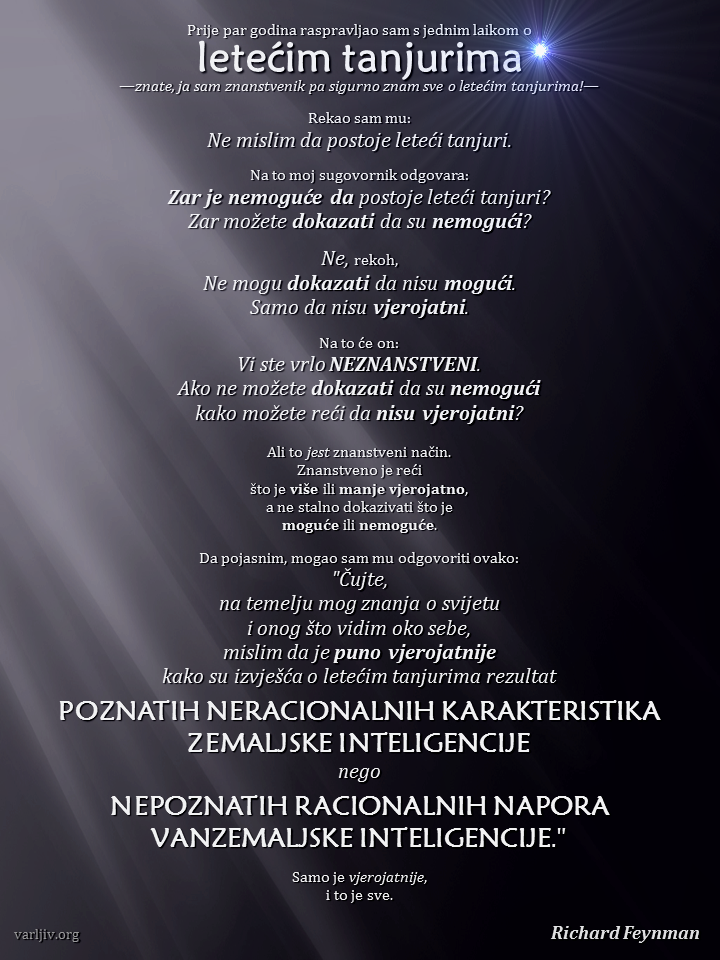 Prije par godina raspravljao sam s jednim laikom o
letećim tanjurima
—znate, ja sam znanstvenik pa sigurno znam sve o letećim tanjurima!—
Rekao sam mu:
Ne mislim da postoje leteći tanjuri.
Na to moj sugovornik odgovara:
Zar je nemoguće da postoje leteći tanjuri?
Zar možete dokazati da su nemogući?
Ne, rekoh,
Ne mogu dokazati da nisu mogući.
Samo da nisu vjerojatni.
Na to će on:
Vi ste vrlo NEZNANSTVENI.
Ako ne možete dokazati da su nemogući
kako možete reći da nisu vjerojatni?
Ali to jest znanstveni način.
Znanstveno je reći
što je više ili manje vjerojatno,
a ne stalno dokazivati što je
moguće ili nemoguće.
Da pojasnim, mogao sam mu odgovoriti ovako:
"Čujte,
na temelju mog znanja o svijetu
i onog što vidim oko sebe,
mislim da je puno vjerojatnije
kako su izvješća o letećim tanjurima rezultat
POZNATIH NERACIONALNIH KARAKTERISTIKA
ZEMALJSKE INTELIGENCIJE
nego
NEPOZNATIH RACIONALNIH NAPORA
VANZEMALJSKE INTELIGENCIJE."
Samo je vjerojatnije,
i to je sve.
varljiv.org
Richard Feynman